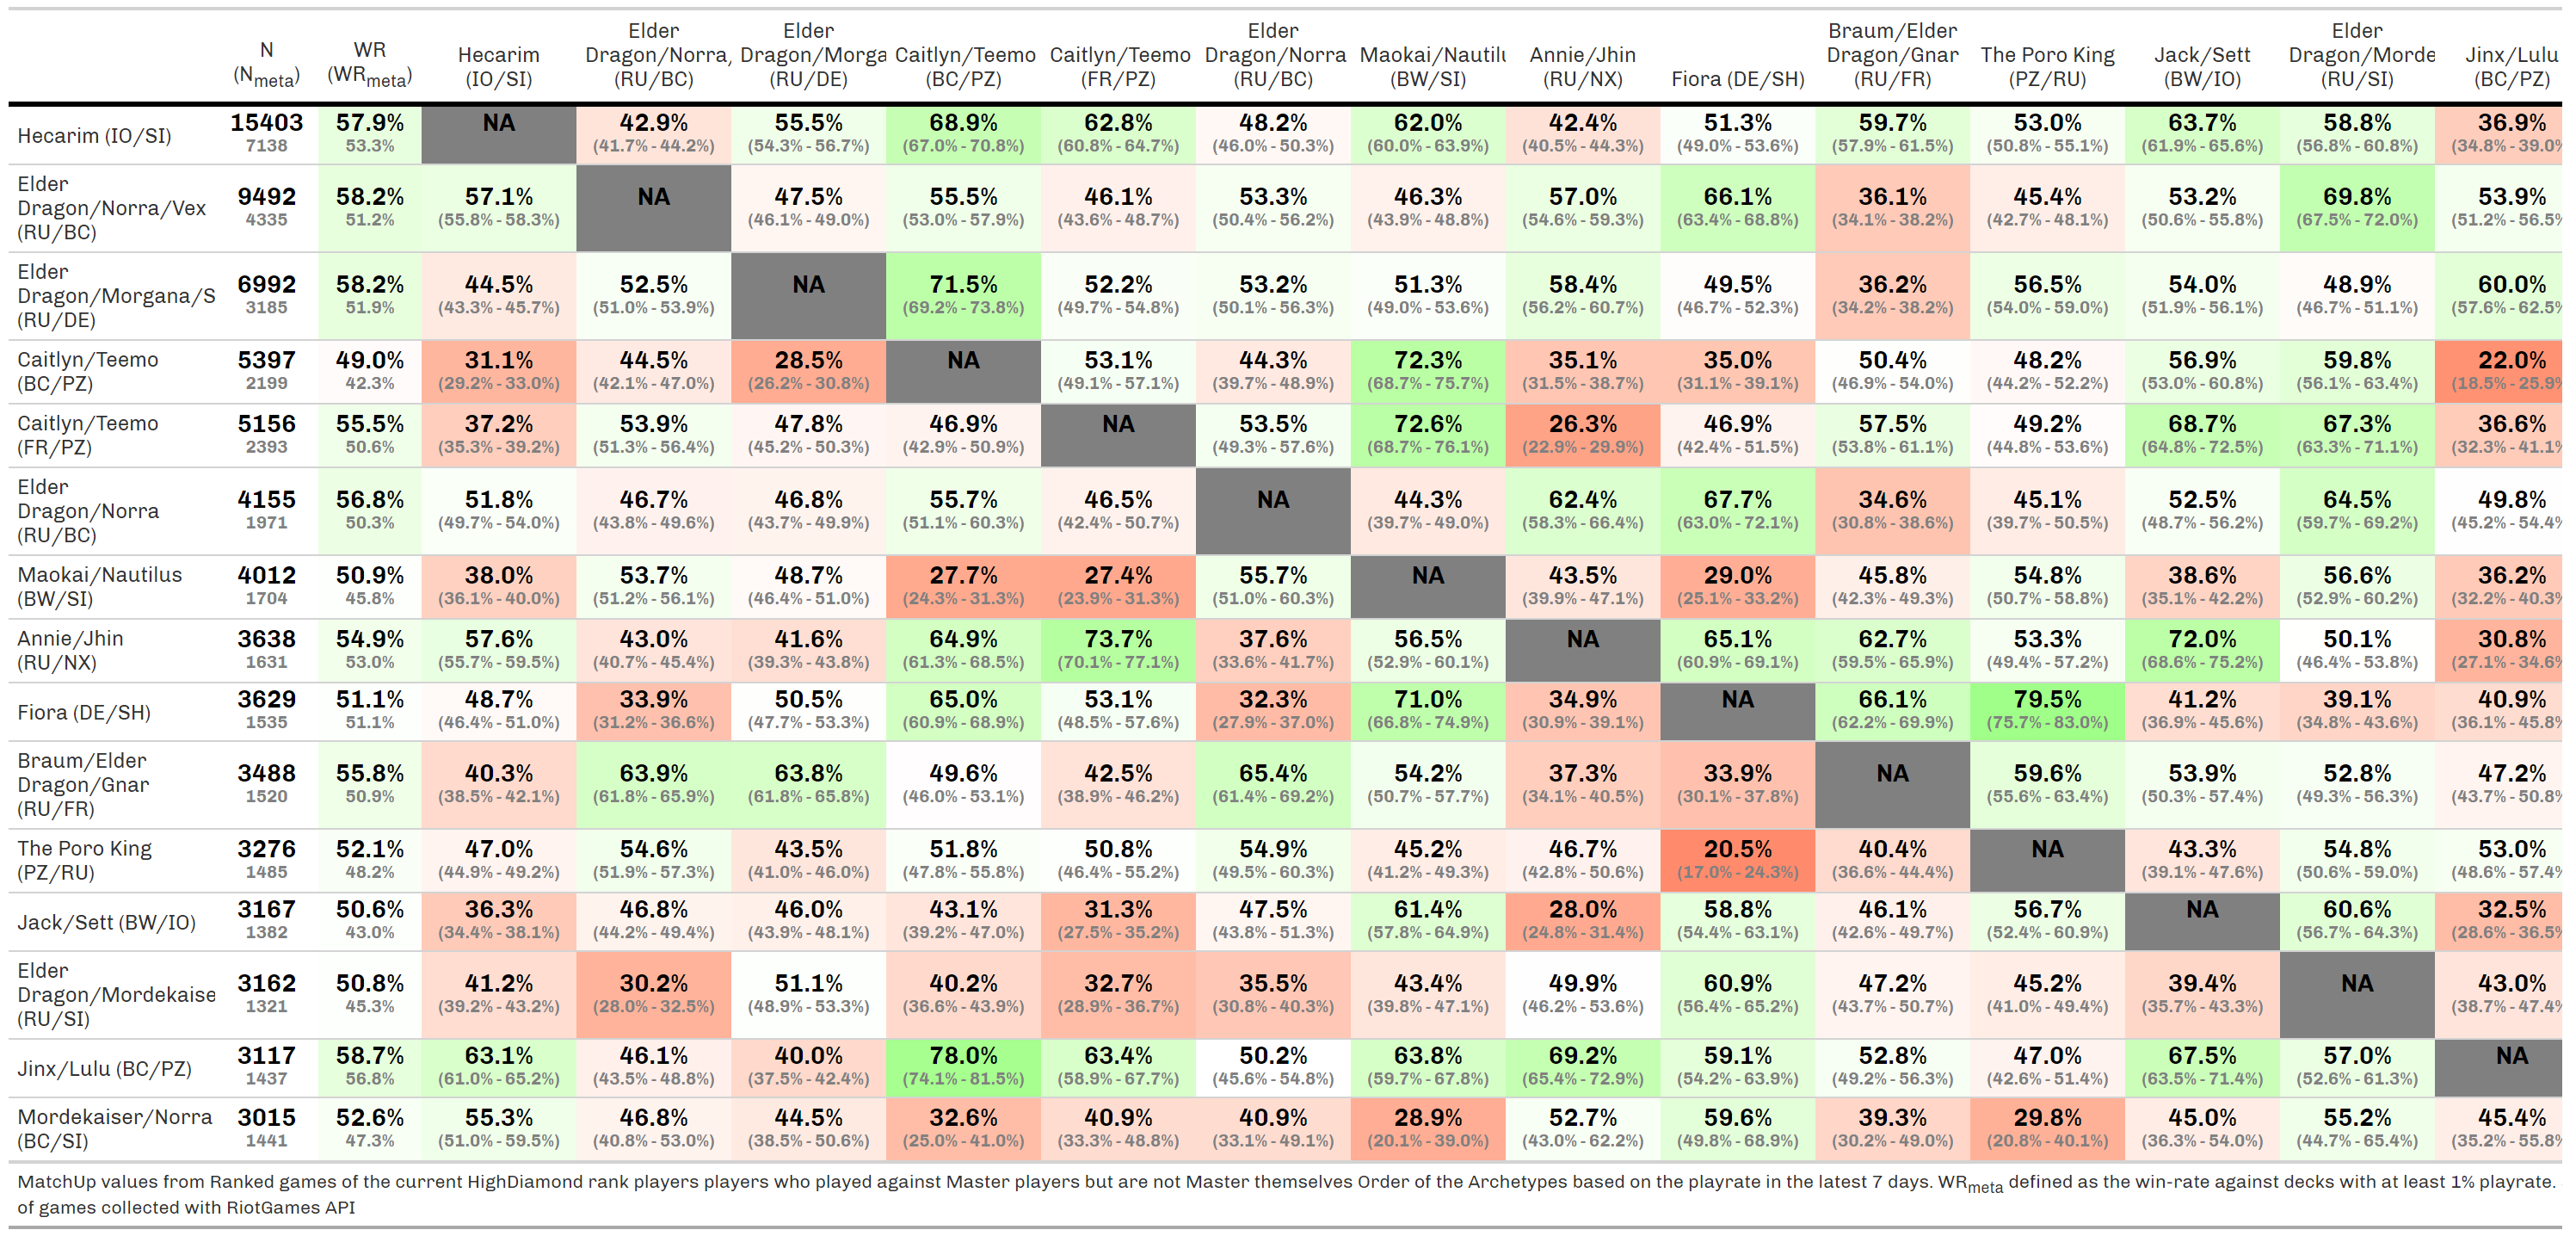 N (Nmeta) WR (WRmeta) Hecarim (IO/SI) Elder Dragon/Norra, (RU/BC) Elder Dragon/Morga (RU/DE) Caitlyn/Teemo (BC/PZ) Caitlyn/Teemo (FR/PZ) Elder Dragon/Norra (RU/BC) Maokai/Nautilu (BW/SI) Annie/Jhin (RU/NX) Fiora (DE/SH) Braum/Elder Dragon/Gnar (RU/FR) The Poro King (PZ/RU) Jack/Sett (BW/IO) Elder Dragon/Morde (RU/SI) Jinx/Lulu (BC/PZ)
Hecarim (IO/SI) 15403 57.9% NA 42.9% 55.5% 68.9% 62.8% 48.2% 62.0% 42.4% 51.3% 59.7% 53.0% 63.7% 58.8% 36.9%
7138 53.3% (41.7% - 44.2%) (54.3% - 56.7%) (67.0% - 70.8%) (60.8% - 64.7%) (46.0% - 50.3%) (60.0% - 63.9%) (40.5% - 44.3%) (49.0% - 53.6%) (57.9% - 61.5%) (50.8% - 55.1%) (61.9% - 65.6%) (56.8% - 60.8%) (34.8% - 39.0%
Elder Dragon/Norra/Vex (RU/BC) 9492 58.2% 57.1% NA 47.5% 55.5% 46.1% 53.3% 46.3% 57.0% 66.1% 36.1% 45.4% 53.2% 69.8% 53.9%
4335 51.2% (55.8% - 58.3%) (46.1% - 49.0%) (53.0% - 57.9%) (43.6% - 48.7%) (50.4% - 56.2%) (43.9% - 48.8%) (54.6% - 59.3%) (63.4% - 68.8%) (34.1% - 38.2%) (42.7% - 48.1%) (50.6% - 55.8%) (67.5% - 72.0%) (51.2% - 56.5%
Elder Dragon/Morgana/S (RU/DE) 6992 58.2% 44.5% 52.5% NA 71.5% 52.2% 53.2% 51.3% 58.4% 49.5% 36.2% 56.5% 54.0% 48.9% 60.0%
3185 51.9% (43.3% - 45.7%) (51.0% - 53.9%) (69.2% - 73.8%) (49.7% - 54.8%) (50.1% - 56.3%) (49.0% - 53.6%) (56.2% - 60.7%) (46.7% - 52.3%) (34.2% - 38.2%) (54.0% - 59.0%) (51.9% - 56.1%) (46.7% - 51.1%) (57.6% - 62.5%
Caitlyn/Teemo (BC/PZ) 5397 49.0% 31.1% 44.5% 28.5% NA 53.1% 44.3% 72.3% 35.1% 35.0% 50.4% 48.2% 56.9% 59.8% 22.0%
2199 42.3% (29.2% - 33.0%) (42.1% - 47.0%) (26.2% - 30.8%) (49.1% - 57.1%) (39.7% - 48.9%) (68.7% - 75.7%) (31.5% - 38.7%) (31.1% - 39.1%) (46.9% - 54.0%) (44.2% - 52.2%) (53.0% - 60.8%) (56.1% - 63.4%) (18.5% - 25.9%
Caitlyn/Teemo (FR/PZ) 5156 55.5% 37.2% 53.9% 47.8% 46.9% NA 53.5% 72.6% 26.3% 46.9% 57.5% 49.2% 68.7% 67.3% 36.6%
2393 50.6% (35.3% - 39.2%) (51.3% - 56.4%) (45.2% - 50.3%) (42.9% - 50.9%) (49.3% - 57.6%) (68.7% - 76.1%) (22.9% - 29.9%) (42.4% - 51.5%) (53.8% - 61.1%) (44.8% - 53.6%) (64.8% - 72.5%) (63.3% - 71.1%) (32.3% - 41.1%
Elder Dragon/Norra (RU/BC) 4155 56.8% 51.8% 46.7% 46.8% 55.7% 46.5% NA 44.3% 62.4% 67.7% 34.6% 45.1% 52.5% 64.5% 49.8%
1971 50.3% (49.7% - 54.0%) (43.8% - 49.6%) (43.7% - 49.9%) (51.1% - 60.3%) (42.4% - 50.7%) (39.7% - 49.0%) (58.3% - 66.4%) (63.0% - 72.1%) (30.8% - 38.6%) (39.7% - 50.5%) (48.7% - 56.2%) (59.7% - 69.2%) (45.2% - 54.4%
Maokai/Nautilus (BW/SI) 4012 50.9% 38.0% 53.7% 48.7% 27.7% 27.4% 55.7% NA 43.5% 29.0% 45.8% 54.8% 38.6% 56.6% 36.2%
1704 45.8% (36.1% - 40.0%) (51.2% - 56.1%) (46.4% - 51.0%) (24.3% - 31.3%) (23.9% - 31.3%) (51.0% - 60.3%) (39.9% - 47.1%) (25.1% - 33.2%) (42.3% - 49.3%) (50.7% - 58.8%) (35.1% - 42.2%) (52.9% - 60.2%) (32.2% - 40.3%
Annie/Jhin (RU/NX) 3638 54.9% 57.6% 43.0% 41.6% 64.9% 73.7% 37.6% 56.5% NA 65.1% 62.7% 53.3% 72.0% 50.1% 30.8%
1631 53.0% (55.7% - 59.5%) (40.7% - 45.4%) (39.3% - 43.8%) (61.3% - 68.5%) (70.1% - 77.1%) (33.6% - 41.7%) (52.9% - 60.1%) (60.9% - 69.1%) (59.5% - 65.9%) (49.4% - 57.2%) (68.6% - 75.2%) (46.4% - 53.8%) (27.1% - 34.6%
Fiora (DE/SH) 3629 51.1% 48.7% 33.9% 50.5% 65.0% 53.1% 32.3% 71.0% 34.9% NA 66.1% 79.5% 41.2% 39.1% 40.9%
1535 51.1% (46.4% - 51.0%) (31.2% - 36.6%) (47.7% - 53.3%) (60.9% - 68.9%) (48.5% - 57.6%) (27.9% - 37.0%) (66.8% - 74.9%) (30.9% - 39.1%) (62.2% - 69.9%) (75.7% - 83.0%) (36.9% - 45.6%) (34.8% - 43.6%) (36.1% - 45.8%
Braum/Elder Dragon/Gnar (RU/FR) 3488 55.8% 40.3% 63.9% 63.8% 49.6% 42.5% 65.4% 54.2% 37.3% 33.9% NA 59.6% 53.9% 52.8% 47.2%
1520 50.9% (38.5% - 42.1%) (61.8% - 65.9%) (61.8% - 65.8%) (46.0% - 53.1%) (38.9% - 46.2%) (61.4% - 69.2%) (50.7% - 57.7%) (34.1% - 40.5%) (30.1% - 37.8%) (55.6% - 63.4%) (50.3% - 57.4%) (49.3% - 56.3%) (43.7% - 50.8%
The Poro King (PZ/RU) 3276 52.1% 47.0% 54.6% 43.5% 51.8% 50.8% 54.9% 45.2% 46.7% 20.5% 40.4% NA 43.3% 54.8% 53.0%
1485 48.2% (44.9% - 49.2%) (51.9% - 57.3%) (41.0% - 46.0%) (47.8% - 55.8%) (46.4% - 55.2%) (49.5% - 60.3%) (41.2% - 49.3%) (42.8% - 50.6%) (17.0% - 24.3%) (36.6% - 44.4%) (39.1% - 47.6%) (50.6% - 59.0%) (48.6% - 57.4%
Jack/Sett (BW/IO) 3167 50.6% 36.3% 46.8% 46.0% 43.1% 31.3% 47.5% 61.4% 28.0% 58.8% 46.1% 56.7% NA 60.6% 32.5%
1382 43.0% (34.4% - 38.1%) (44.2% - 49.4%) (43.9% - 48.1%) (39.2% - 47.0%) (27.5% - 35.2%) (43.8% - 51.3%) (57.8% - 64.9%) (24.8% - 31.4%) (54.4% - 63.1%) (42.6% - 49.7%) (52.4% - 60.9%) (56.7% - 64.3%) (28.6% - 36.5%
Elder Dragon/Mordekaise (RU/SI) 3162 50.8% 41.2% 30.2% 51.1% 40.2% 32.7% 35.5% 43.4% 49.9% 60.9% 47.2% 45.2% 39.4% NA 43.0%
1321 45.3% (39.2% - 43.2%) (28.0% - 32.5%) (48.9% - 53.3%) (36.6% - 43.9%) (28.9% - 36.7%) (30.8% - 40.3%) (39.8% - 47.1%) (46.2% - 53.6%) (56.4% - 65.2%) (43.7% - 50.7%) (41.0% - 49.4%) (35.7% - 43.3%) (38.7% - 47.4%
Jinx/Lulu (BC/PZ) 3117 58.7% 63.1% 46.1% 40.0% 78.0% 63.4% 50.2% 63.8% 69.2% 59.1% 52.8% 47.0% 67.5% 57.0% NA
1437 56.8% (61.0% - 65.2%) (43.5% - 48.8%) (37.5% - 42.4%) (74.1% - 81.5%) (58.9% - 67.7%) (45.6% - 54.8%) (59.7% - 67.8%) (65.4% - 72.9%) (54.2% - 63.9%) (49.2% - 56.3%) (42.6% - 51.4%) (63.5% - 71.4%) (52.6% - 61.3%)
Mordekaiser/Norra (BC/SI) 3015 52.6% 55.3% 46.8% 44.5% 32.6% 40.9% 40.9% 28.9% 52.7% 59.6% 39.3% 29.8% 45.0% 55.2% 45.4%
1441 47.3% (51.0% - 59.5%) (40.8% - 53.0%) (38.5% - 50.6%) (25.0% - 41.0%) (33.3% - 48.8%) (33.1% - 49.1%) (20.1% - 39.0%) (43.0% - 62.2%) (49.8% - 68.9%) (30.2% - 49.0%) (20.8% - 40.1%) (36.3% - 54.0%) (44.7% - 65.4%) (35.2% - 55.8%
MatchUp values from Ranked games of the current HighDiamond rank players players who played against Master players but are not Master themselves Order of the Archetypes based on the playrate in the latest 7 days. WRmeta defined as the win-rate against decks with at least 1% playrate.
of games collected with RiotGames API